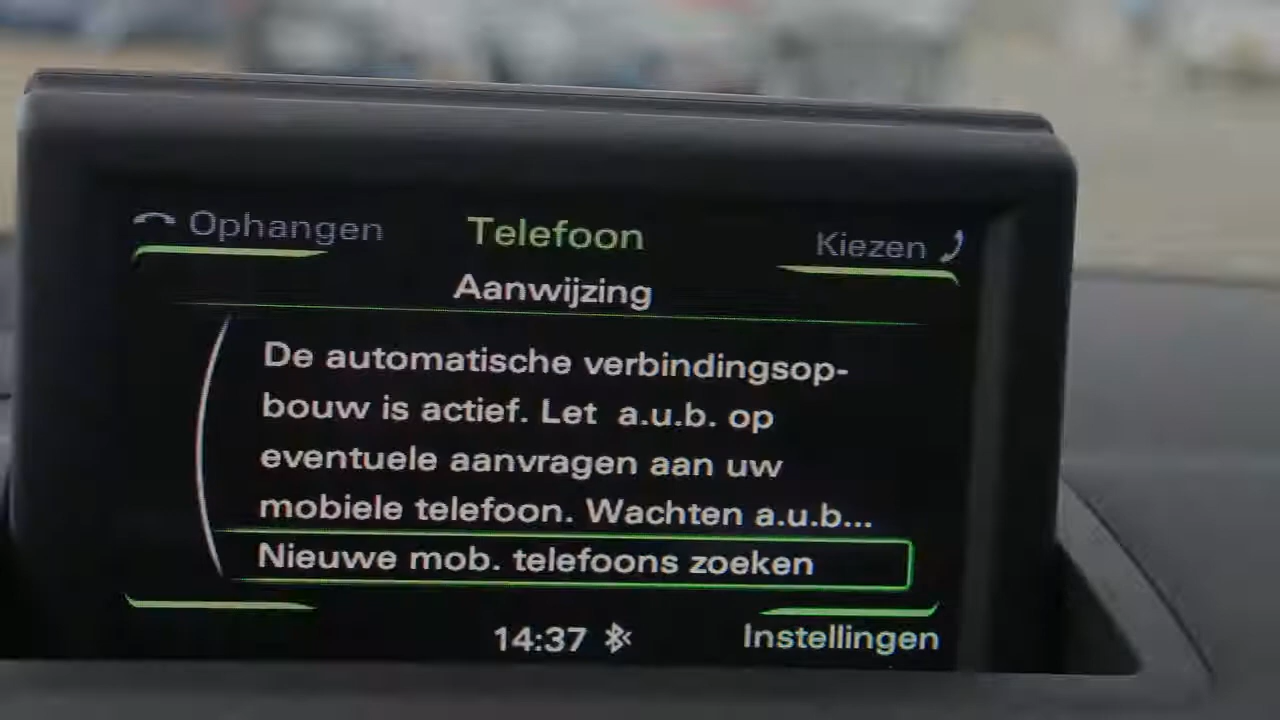 Ophangen Telefoon Kiezen
Aanwijzing
De automatische verbindingsop-
bouw is actief. Let a.u.b. op
eventuele aanvragen aan uw
mobiele telefoon. Wachten a.u.b...
Nieuwe mob. telefoons zoeken
14:37 Instellingen